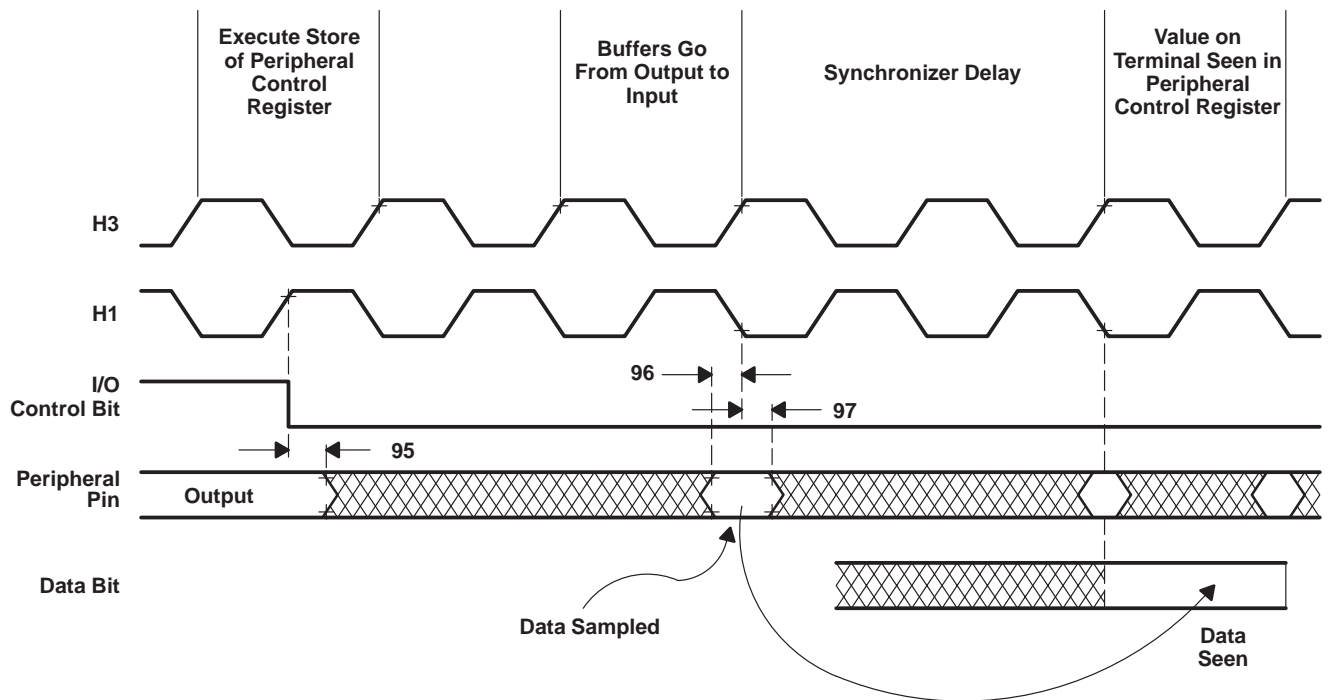 Execute Store
of Peripheral
Control
Register
Buffers Go
From Output to
Input
Synchronizer Delay
Value on
Terminal Seen in
Peripheral
Control Register
H3
H1
I/O
Control Bit
96
97
95
Peripheral
Pin
Output
Data Bit
Data Sampled
Data
Seen